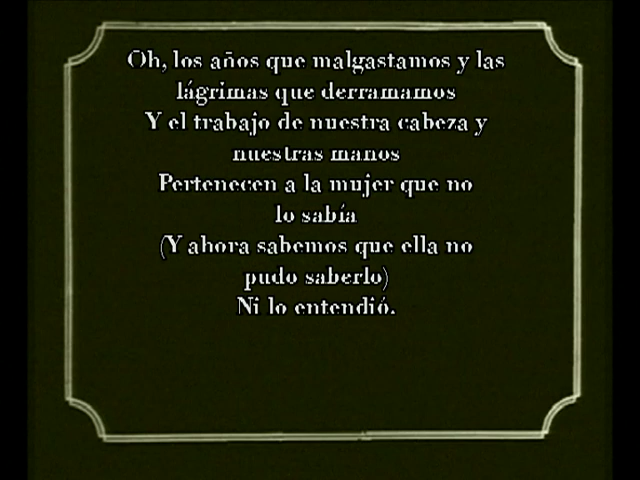 Oh, los años que malgastamos y las
lágrimas que derramamos
Y el trabajo de nuestra cabeza y
nuestras manos
Pertenecen a la mujer que no
lo sabía
(Y ahora sabemos que ella no
pudo saberlo)
Ni lo entendió.